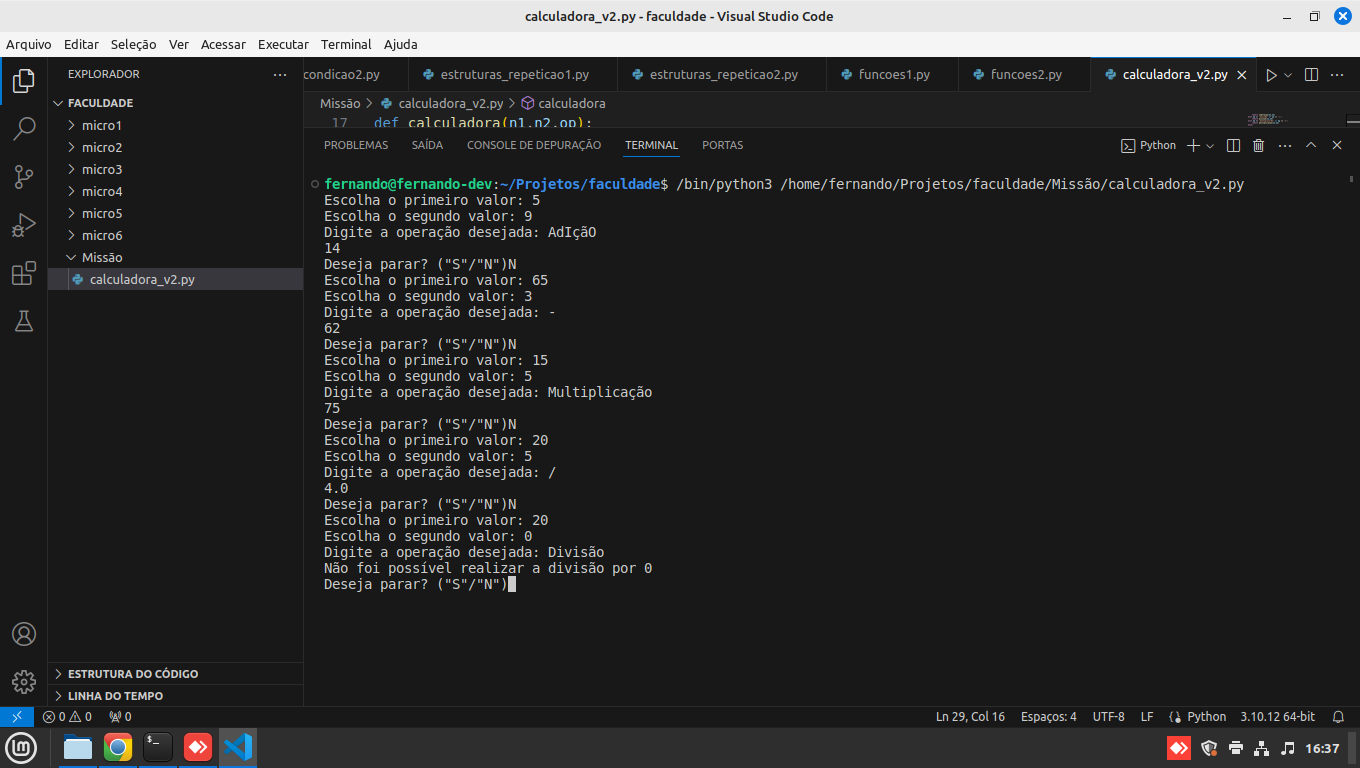 calculadora_v2.py - faculdade - Visual Studio Code
Arquivo Editar Seleção Ver Acessar Executar Terminal Ajuda
EXPLORADOR
FACULDADE
micro1
micro2
micro3
micro4
micro5
micro6
Missão
calculadora_v2.py
ESTRUTURA DO CÓDIGO
LINHA DO TEMPO
condicao2.py estruturas_repeticao1.py estruturas_repeticao2.py funcoes1.py funcoes2.py calculadora_v2.py
Missão > calculadora_v2.py > calculadora
17 def calculadora(n1,n2,op):
PROBLEMAS SAÍDA CONSOLE DE DEPURAÇÃO TERMINAL PORTAS Python
fernando@fernando-dev:~/Projetos/faculdade$ /bin/python3 /home/fernando/Projetos/faculdade/Missão/calculadora_v2.py
Escolha o primeiro valor: 5
Escolha o segundo valor: 9
Digite a operação desejada: AdIçãO
14
Deseja parar? ("S"/"N")N
Escolha o primeiro valor: 65
Escolha o segundo valor: 3
Digite a operação desejada: -
62
Deseja parar? ("S"/"N")N
Escolha o primeiro valor: 15
Escolha o segundo valor: 5
Digite a operação desejada: Multiplicação
75
Deseja parar? ("S"/"N")N
Escolha o primeiro valor: 20
Escolha o segundo valor: 5
Digite a operação desejada: /
4.0
Deseja parar? ("S"/"N")N
Escolha o primeiro valor: 20
Escolha o segundo valor: 0
Digite a operação desejada: Divisão
Não foi possível realizar a divisão por 0
Deseja parar? ("S"/"N")
0 0 0 Ln 29, Col 16 Espaços: 4 UTF-8 LF Python 3.10.12 64-bit
16:37